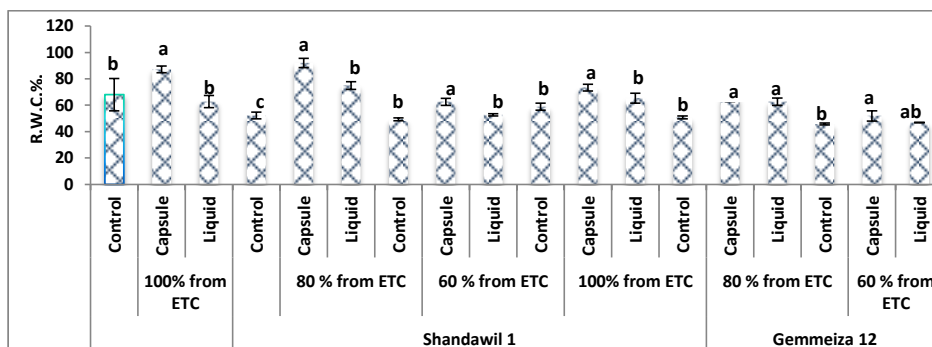 120
100
80
60
40
20
0
R.W.C.%.
b a b c a b b a b b a b b a a b a ab
Control Capsule Liquid Control Capsule Liquid Control Capsule Liquid Control Capsule Liquid Control Capsule Liquid Control Capsule Liquid
100% from ETC 80 % from ETC 60 % from ETC 100% from ETC 80 % from ETC 60 % from ETC
Shandawil 1 Gemmeiza 12